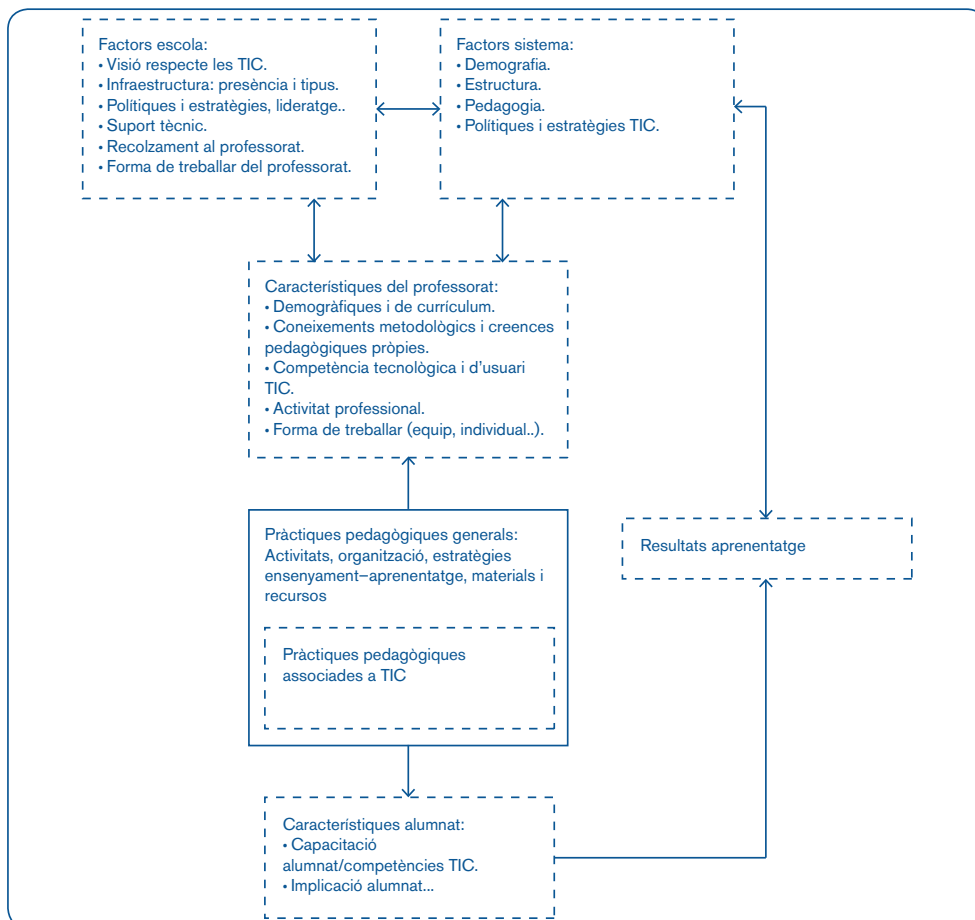 Factors escola:
• Visió respecte les TIC.
• Infraestructura: presència i tipus.
• Polítiques i estratègies, lideratge..
• Suport tècnic.
• Recolzament al professorat.
• Forma de treballar del professorat.
Factors sistema:
• Demografia.
• Estructura.
• Pedagogia.
• Polítiques i estratègies TIC.
Característiques del professorat:
• Demogràfiques i de currículum.
• Coneixements metodològics i creences
pedagògiques pròpies.
• Competència tecnològica i d'usuari
TIC.
• Activitat professional.
• Forma de treballar (equip, individual..).
Pràctiques pedagògiques generals:
Activitats, organització, estratègies
ensenyament–aprenentatge, materials i
recursos
Pràctiques pedagògiques
associades a TIC
Resultats aprenentatge
Característiques alumnat:
• Capacitació
alumnat/competències TIC.
• Implicació alumnat...